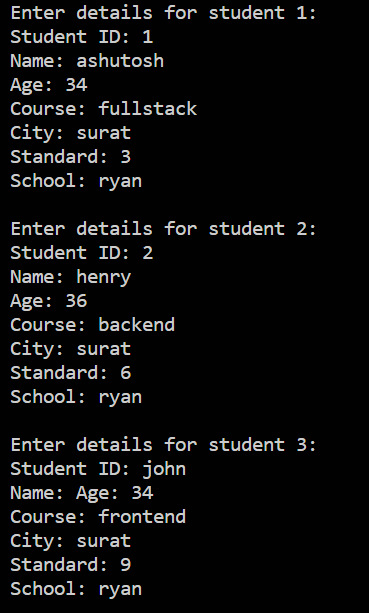 Enter details for student 1:
Student ID: 1
Name: ashutosh
Age: 34
Course: fullstack
City: surat
Standard: 3
School: ryan
Enter details for student 2:
Student ID: 2
Name: henry
Age: 36
Course: backend
City: surat
Standard: 6
School: ryan
Enter details for student 3:
Student ID: john
Name: Age: 34
Course: frontend
City: surat
Standard: 9
School: ryan